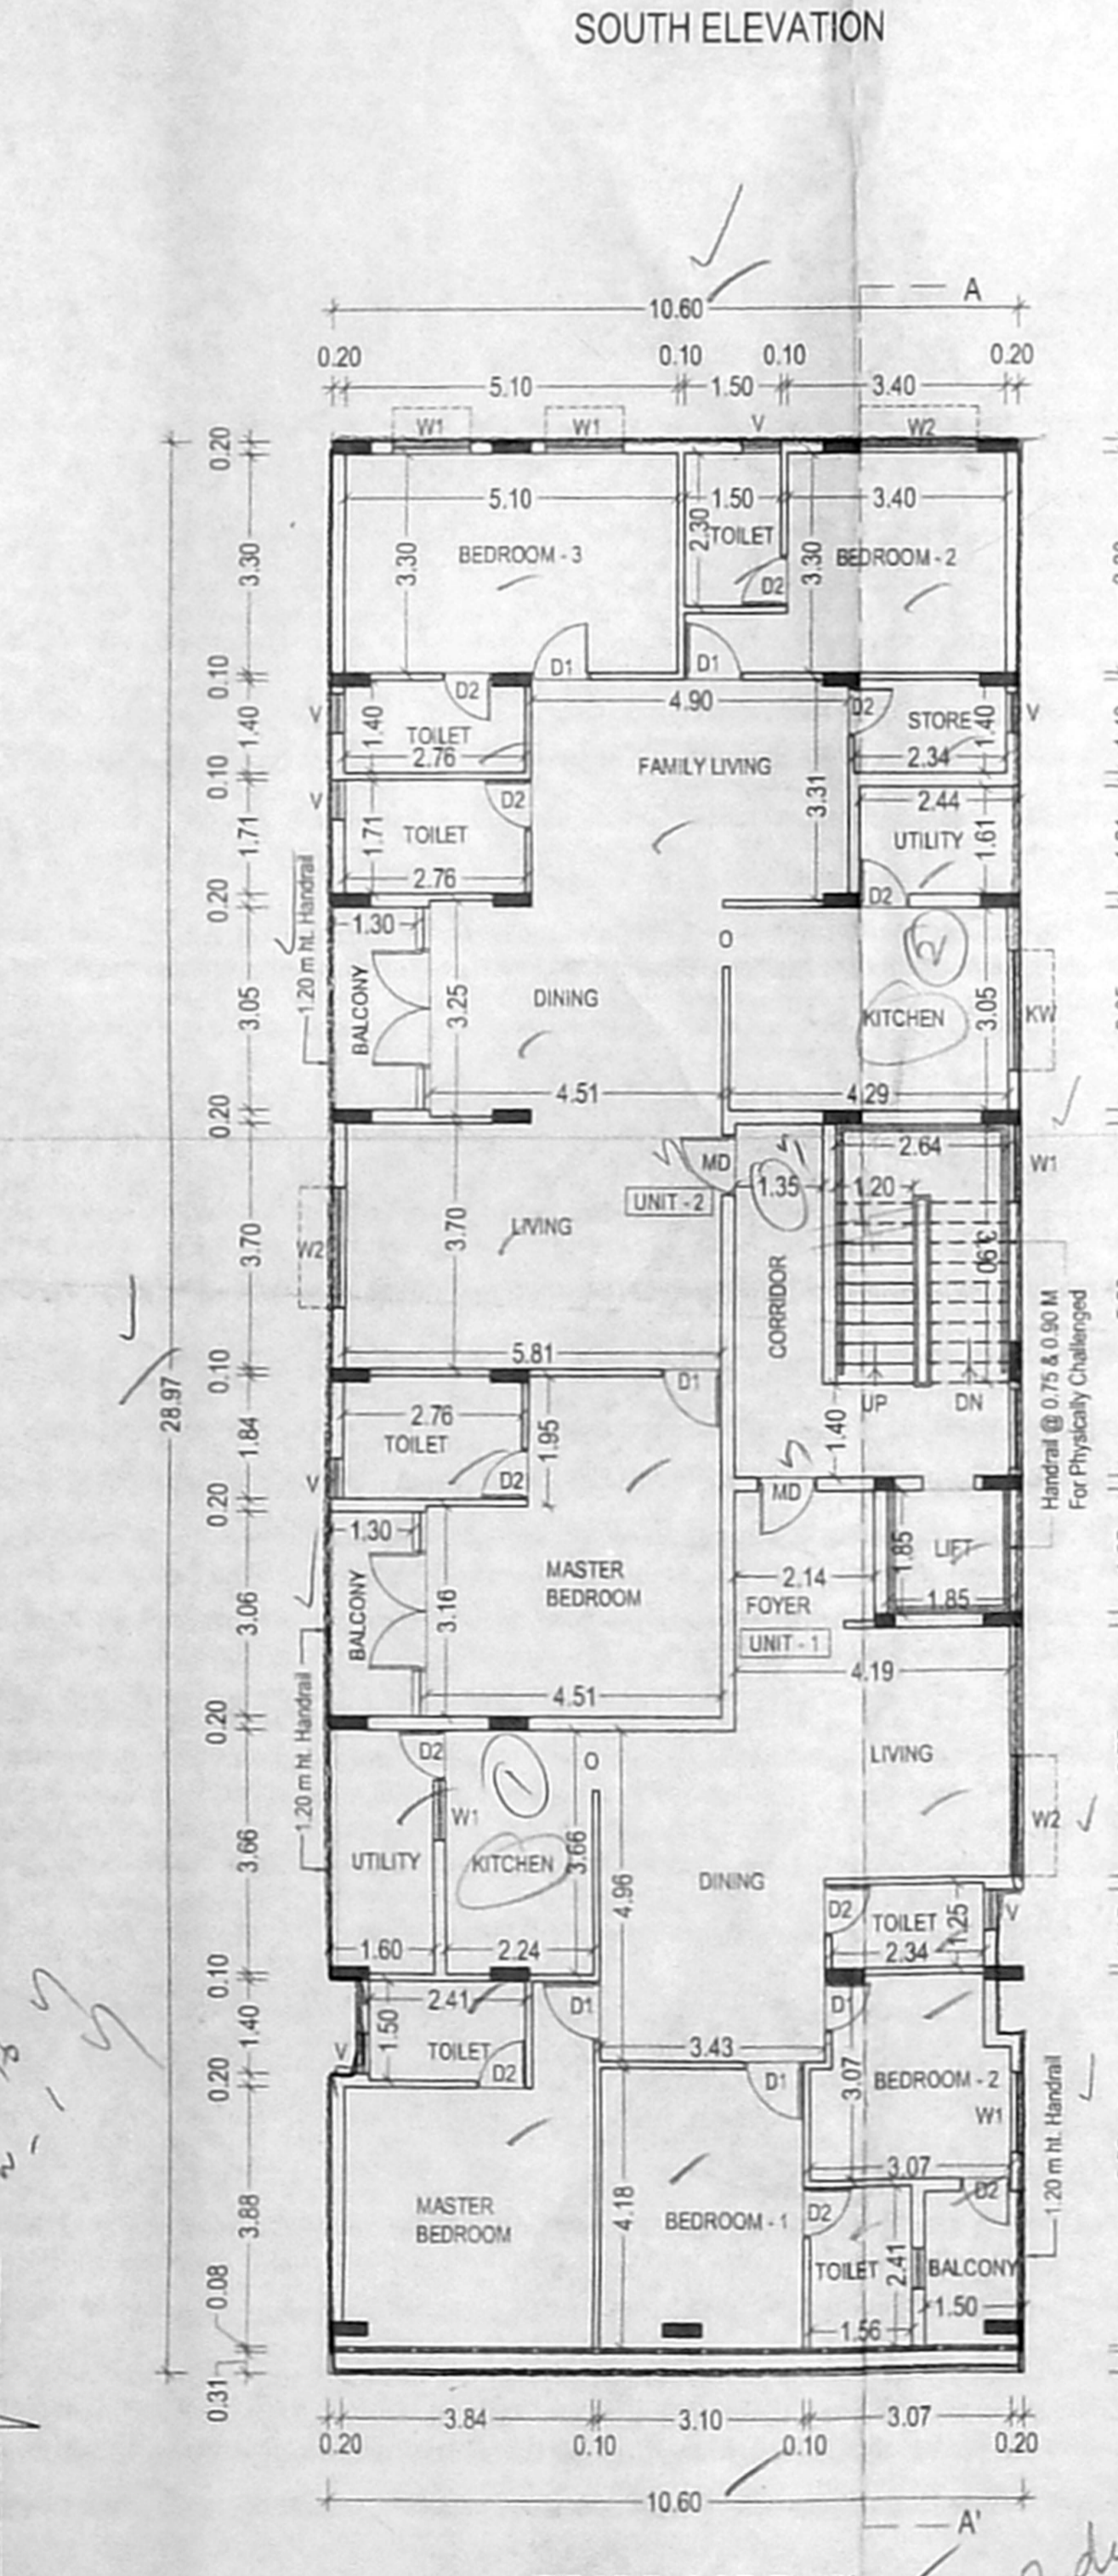 SOUTH ELEVATION
A
10.60
0.20 0.10 0.10 0.20
5.10 1.50 3.40
W1 W1 V W2
0.20
5.10 1.50 3.40
3.30 3.30 2.30 TOILET 3.30
BEDROOM - 3 BEDROOM - 2
D2
D1 D1
0.10 D2 4.90 D2
V 1.40 1.40 TOILET STORE 1.40 V
2.76 2.34
FAMILY LIVING
0.10 3.31
V D2 2.44
1.71 1.71 TOILET UTILITY 1.61
2.76 D2
0.20
1.20 m ht. Handrail
1.30 O 2
3.05 BALCONY 3.25 DINING KITCHEN 3.05 KW
4.51 4.29
0.20
MD 2.64 W1
UNIT - 2 1.35 1.20
3.70 W2 3.70 LIVING CORRIDOR 3.90
5.81
Handrail @ 0.75 & 0.90 M
For Physically Challenged
0.10 D1 UP DN
28.97
1.84 2.76 1.95 1.40
TOILET
V D2 MD
0.20
1.30 1.85 LIFT
MASTER
BEDROOM
2.14 1.85
FOYER
3.06 BALCONY 3.16 UNIT - 1
4.19
4.51
0.20
1.20 m ht. Handrail
D2 1 O LIVING
W1 W2
3.66 UTILITY KITCHEN 3.66 4.96 DINING
D2 TOILET 1.25 V
1.60 2.24 2.34
0.10
2.41 D1 D1
1.40 1.50 TOILET 3.43
V D2 D1 3.07 BEDROOM - 2
0.20 W1
3.07
1.20 m ht. Handrail
D2
3.88 MASTER
BEDROOM
4.18 BEDROOM - 1 D2
TOILET 2.41 BALCONY
0.08 1.56 1.50
0.31
3.84 3.10 3.07
0.20 0.10 0.10 0.20
10.60
A'